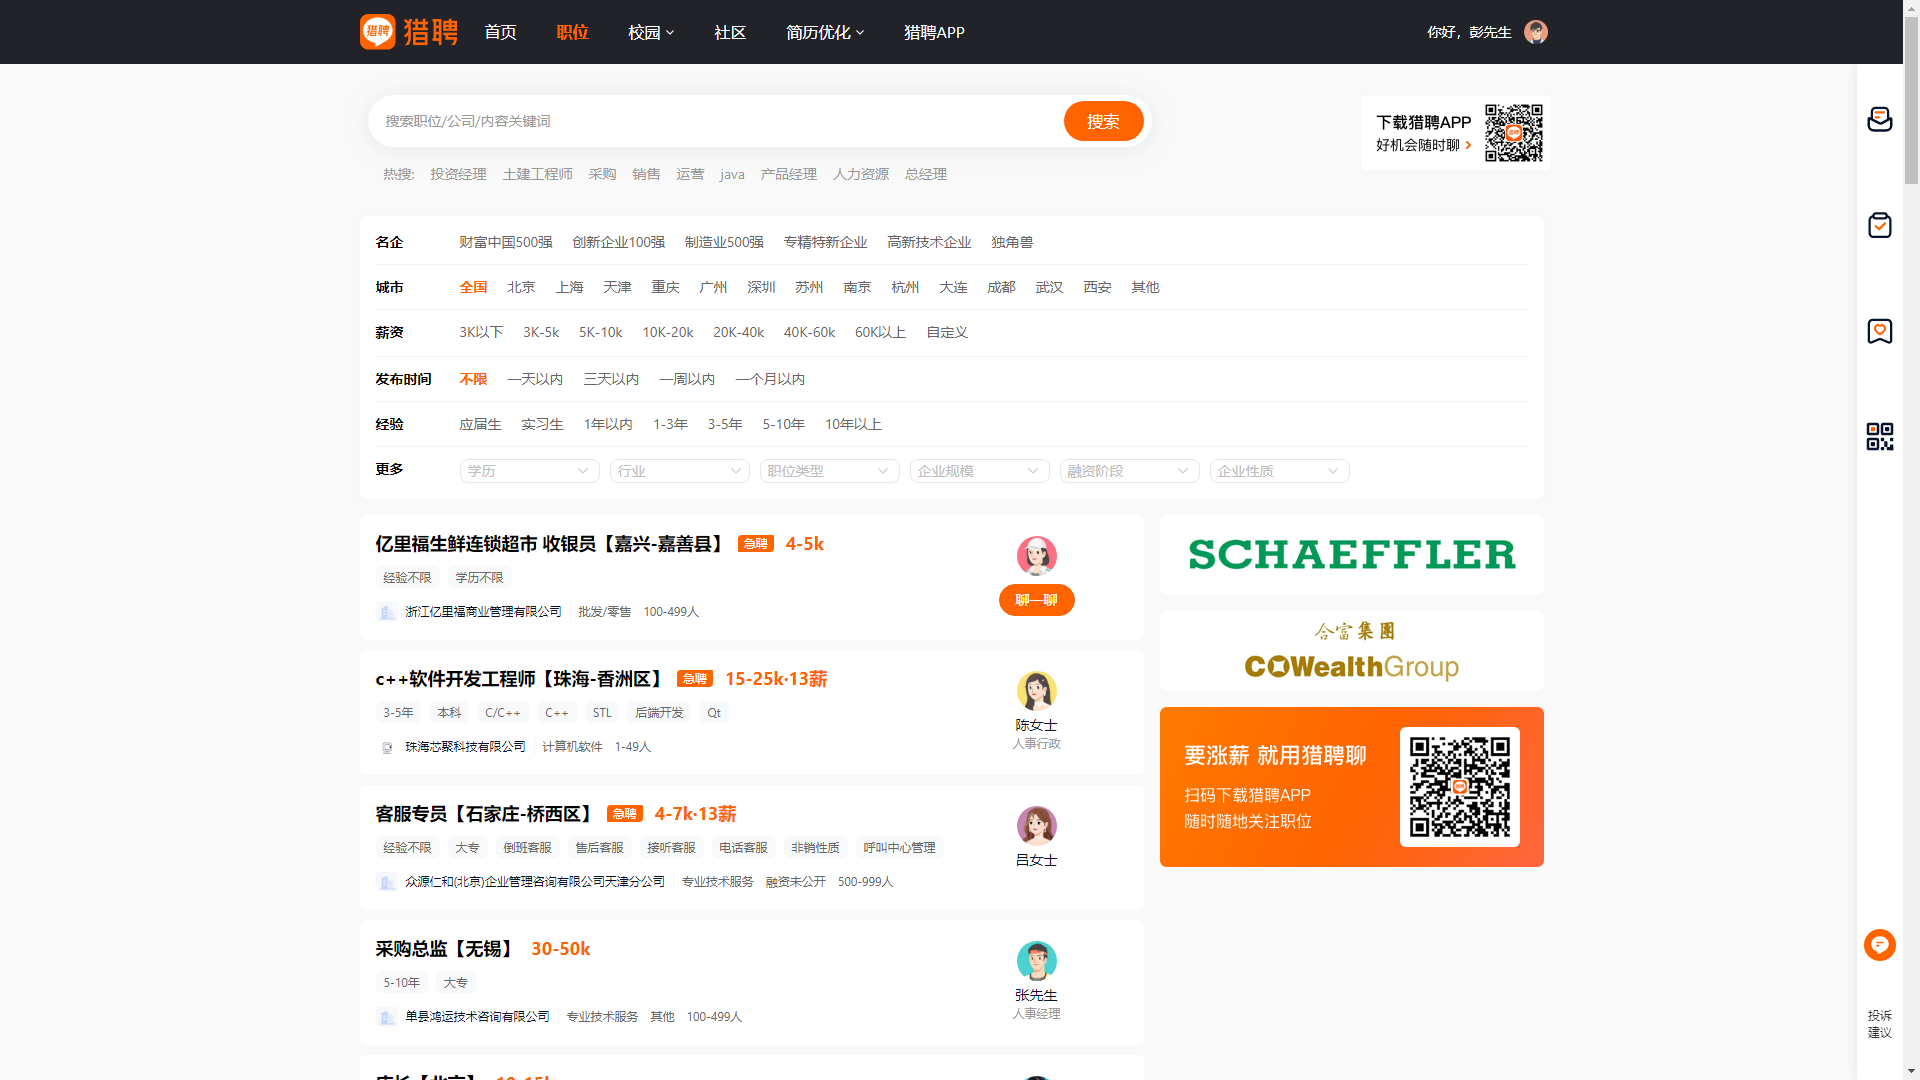 猎聘 猎聘 首页 职位 校园 社区 简历优化 猎聘APP 你好，彭先生
搜索职位/公司/内容关键词 搜索
下载猎聘APP
好机会随时聊
热搜: 投资经理 土建工程师 采购 销售 运营 java 产品经理 人力资源 总经理
名企 财富中国500强 创新企业100强 制造业500强 专精特新企业 高新技术企业 独角兽
城市 全国 北京 上海 天津 重庆 广州 深圳 苏州 南京 杭州 大连 成都 武汉 西安 其他
薪资 3K以下 3K-5k 5K-10k 10K-20k 20K-40k 40K-60k 60K以上 自定义
发布时间 不限 一天以内 三天以内 一周以内 一个月以内
经验 应届生 实习生 1年以内 1-3年 3-5年 5-10年 10年以上
更多 学历 行业 职位类型 企业规模 融资阶段 企业性质
亿里福生鲜连锁超市 收银员【嘉兴-嘉善县】 急聘 4-5k
经验不限 学历不限
浙江亿里福商业管理有限公司 批发/零售 100-499人
聊一聊
c++软件开发工程师【珠海-香洲区】 急聘 15-25k·13薪
3-5年 本科 C/C++ C++ STL 后端开发 Qt
珠海芯聚科技有限公司 计算机软件 1-49人
陈女士
人事行政
客服专员【石家庄-桥西区】 急聘 4-7k·13薪
经验不限 大专 倒班客服 售后客服 接听客服 电话客服 非销性质 呼叫中心管理
众源仁和(北京)企业管理咨询有限公司天津分公司 专业技术服务 融资未公开 500-999人
吕女士
采购总监【无锡】 30-50k
5-10年 大专
单县鸿运技术咨询有限公司 专业技术服务 其他 100-499人
张先生
人事经理
SCHAEFFLER
合富集團
COWealthGroup
要涨薪 就用猎聘聊
扫码下载猎聘APP
随时随地关注职位
投诉
建议